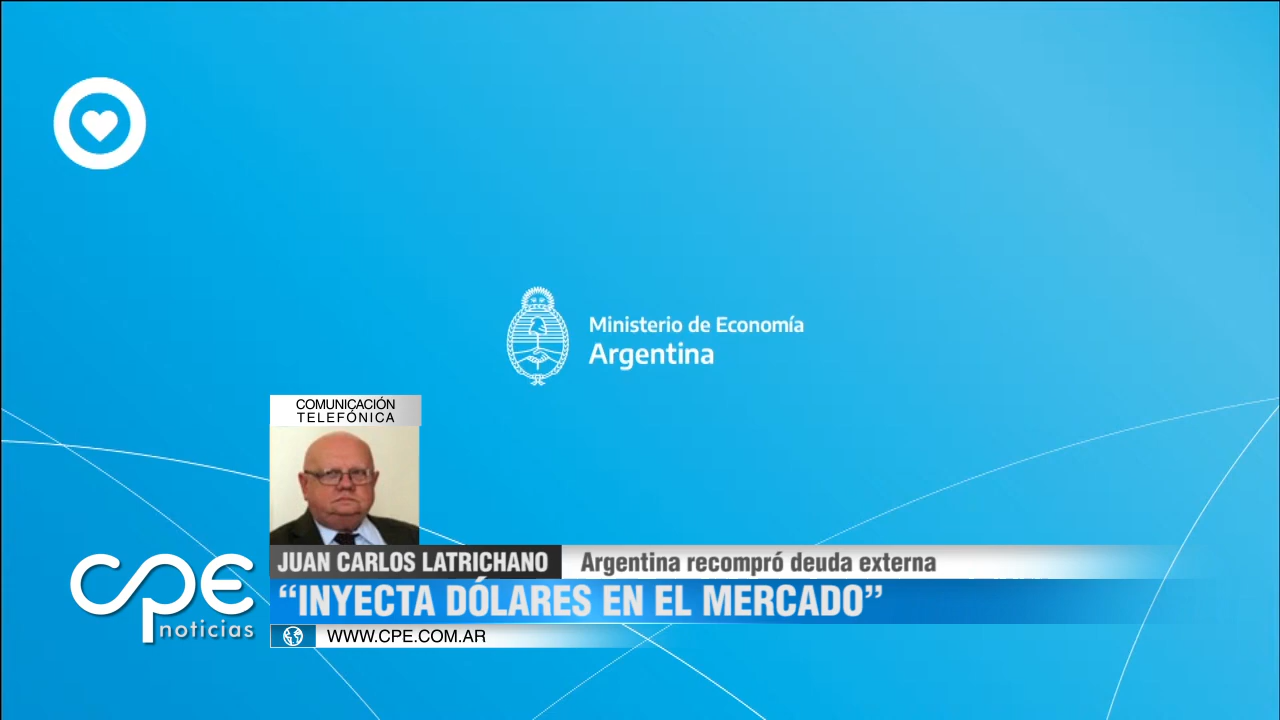 Ministerio de Economía
Argentina
COMUNICACIÓN
TELEFÓNICA
JUAN CARLOS LATRICHANO
Argentina recompró deuda externa
“INYECTA DÓLARES EN EL MERCADO”
cpe
noticias
WWW.CPE.COM.AR